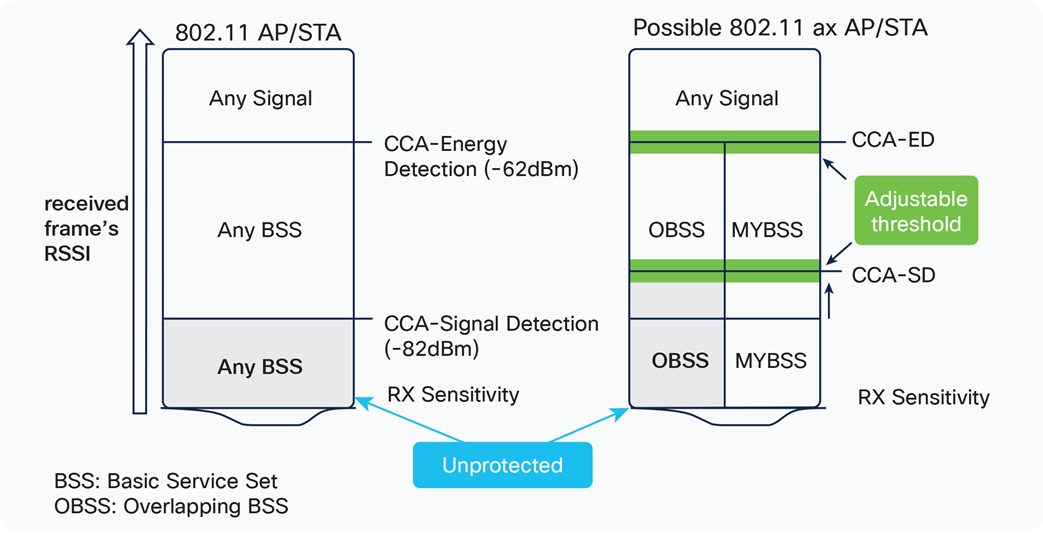 802.11 AP/STA
Possible 802.11 ax AP/STA
Any Signal
CCA-Energy
Detection (-62dBm)
Any BSS
received
frame's
RSSI
CCA-Signal Detection
(-82dBm)
Any BSS
RX Sensitivity
Any Signal
CCA-ED
Adjustable
threshold
OBSS
MYBSS
CCA-SD
OBSS
MYBSS
RX Sensitivity
Unprotected
BSS: Basic Service Set
OBSS: Overlapping BSS